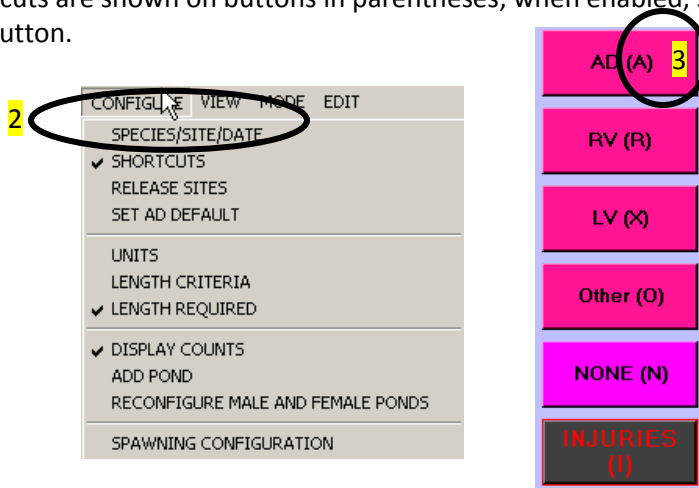 cuts are shown on buttons in parentheses, when enabled,
utton.
2
CONFIGURE VIEW MODE EDIT
SPECIES/SITE/DATE
SHORTCUTS
RELEASE SITES
SET AD DEFAULT
UNITS
LENGTH CRITERIA
LENGTH REQUIRED
DISPLAY COUNTS
ADD POND
RECONFIGURE MALE AND FEMALE PONDS
SPAWNING CONFIGURATION
AD (A) 3
RV (R)
LV (X)
Other (O)
NONE (N)
INJURIES
(I)